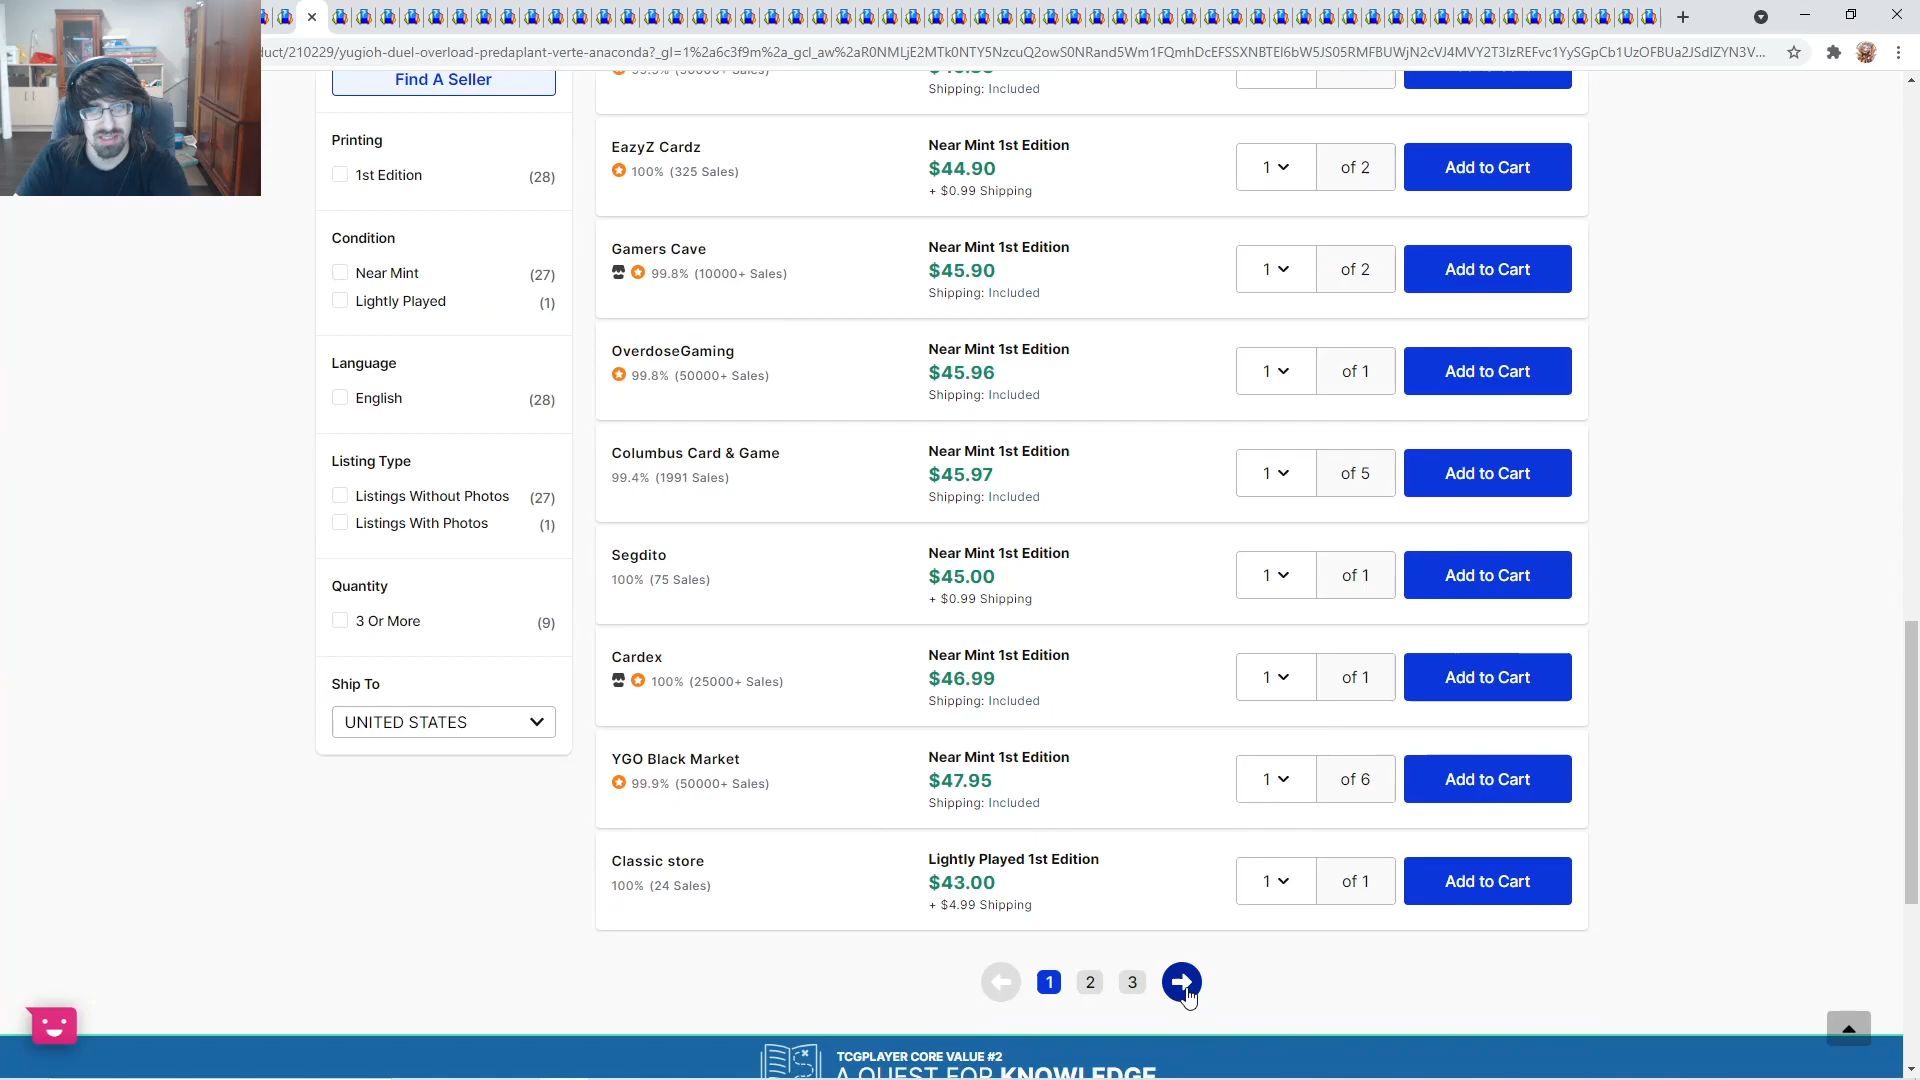 duct/210229/yugioh-duel-overload-predaplant-verte-anaconda?_gl=1%2a6c3f9m%2a_gcl_aw%2a
Find A Seller
Shipping: Included
Printing
1st Edition (28)
Condition
Near Mint (27)
Lightly Played (1)
Language
English (28)
Listing Type
Listings Without Photos (27)
Listings With Photos (1)
Quantity
3 Or More (9)
Ship To
UNITED STATES
EazyZ Cardz
100% (325 Sales)
Near Mint 1st Edition
$44.90
+ $0.99 Shipping
1 of 2 Add to Cart
Gamers Cave
99.8% (10000+ Sales)
Near Mint 1st Edition
$45.90
Shipping: Included
1 of 2 Add to Cart
OverdoseGaming
99.8% (50000+ Sales)
Near Mint 1st Edition
$45.96
Shipping: Included
1 of 1 Add to Cart
Columbus Card & Game
99.4% (1991 Sales)
Near Mint 1st Edition
$45.97
Shipping: Included
1 of 5 Add to Cart
Segdito
100% (75 Sales)
Near Mint 1st Edition
$45.00
+ $0.99 Shipping
1 of 1 Add to Cart
Cardex
100% (25000+ Sales)
Near Mint 1st Edition
$46.99
Shipping: Included
1 of 1 Add to Cart
YGO Black Market
99.9% (50000+ Sales)
Near Mint 1st Edition
$47.95
Shipping: Included
1 of 6 Add to Cart
Classic store
100% (24 Sales)
Lightly Played 1st Edition
$43.00
+ $4.99 Shipping
1 of 1 Add to Cart
1 2 3
TCGPLAYER CORE VALUE #2
A QUEST FOR KNOWLEDGE